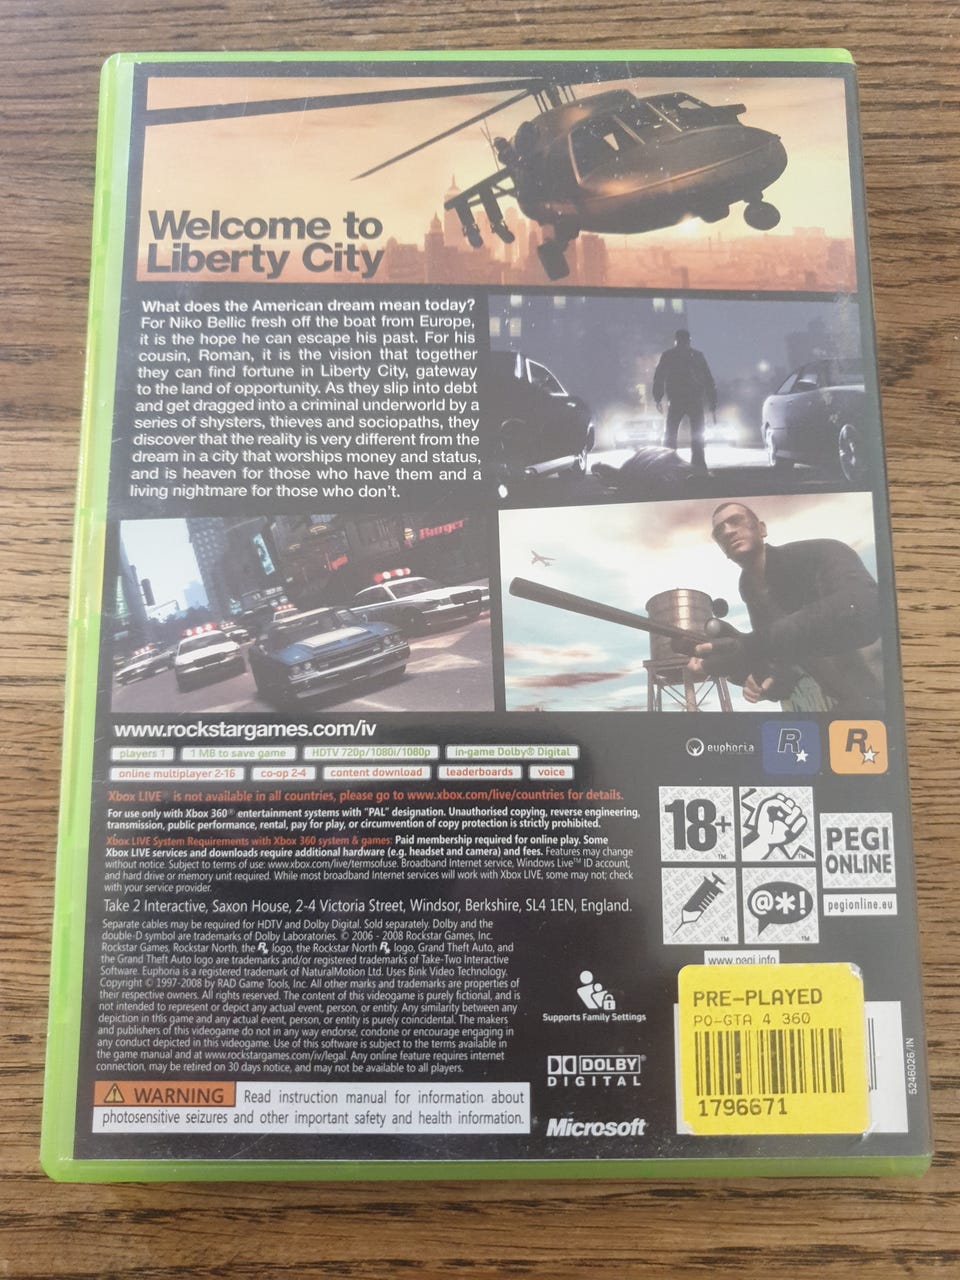 Welcome to
Liberty City
What does the American dream mean today?
For Niko Bellic fresh off the boat from Europe,
it is the hope he can escape his past. For his
cousin, Roman, it is the vision that together
they can find fortune in Liberty City, gateway
to the land of opportunity. As they slip into debt
and get dragged into a criminal underworld by a
series of shysters, thieves and sociopaths, they
discover that the reality is very different from the
dream in a city that worships money and status,
and is heaven for those who have them and a
living nightmare for those who don't.
Burger
www.rockstargames.com/iv
players 1
1 MB to save game
HDTV 720p/1080i/1080p
in-game Dolby® Digital
online multiplayer 2-16
co-op 2-4
content download
leaderboards
voice
euphoria
R
R
Xbox LIVE® is not available in all countries, please go to www.xbox.com/live/countries for details.
For use only with Xbox 360® entertainment systems with "PAL" designation. Unauthorised copying, reverse engineering,
transmission, public performance, rental, pay for play, or circumvention of copy protection is strictly prohibited.
Xbox LIVE System Requirements with Xbox 360 system & games: Paid membership required for online play. Some
Xbox LIVE services and downloads require additional hardware (e.g. headset and camera) and fees. Features may change
without notice. Subject to terms of use: www.xbox.com/live/termsofuse. Broadband Internet service, Windows Live™ ID account,
and hard drive or memory unit required. While most broadband Internet services will work with Xbox LIVE, some may not; check
with your service provider.
Take 2 Interactive, Saxon House, 2-4 Victoria Street, Windsor, Berkshire, SL4 1EN, England.
Separate cables may be required for HDTV and Dolby Digital. Sold separately. Dolby and the
double-D symbol are trademarks of Dolby Laboratories. © 2006 - 2008 Rockstar Games, Inc.
Rockstar Games, Rockstar North, the R logo, the Rockstar North R logo, Grand Theft Auto, and
the Grand Theft Auto logo are trademarks and/or registered trademarks of Take-Two Interactive
Software. Euphoria is a registered trademark of NaturalMotion Ltd. Uses Bink Video Technology.
Copyright © 1997-2008 by RAD Game Tools, Inc. All other marks and trademarks are properties of
their respective owners. All rights reserved. The content of this videogame is purely fictional, and is
not intended to represent or depict any actual event, person, or entity. Any similarity between any
depiction in this game and any actual event, person, or entity is purely coincidental. The makers
and publishers of this videogame do not in any way endorse, condone or encourage engaging in
any conduct depicted in this videogame. Use of this software is subject to the terms available in
the game manual and at www.rockstargames.com/iv/legal. Any online feature requires internet
connection, may be retired on 30 days notice, and may not be available to all players.
WARNING Read instruction manual for information about
photosensitive seizures and other important safety and health information.
18+
@*!
PEGI
ONLINE
pegionline.eu
www.pegi.info
Supports Family Settings
DOLBY®
DIGITAL
Microsoft
PRE-PLAYED
PO-GTA 4 360
1796671
5246026/IN